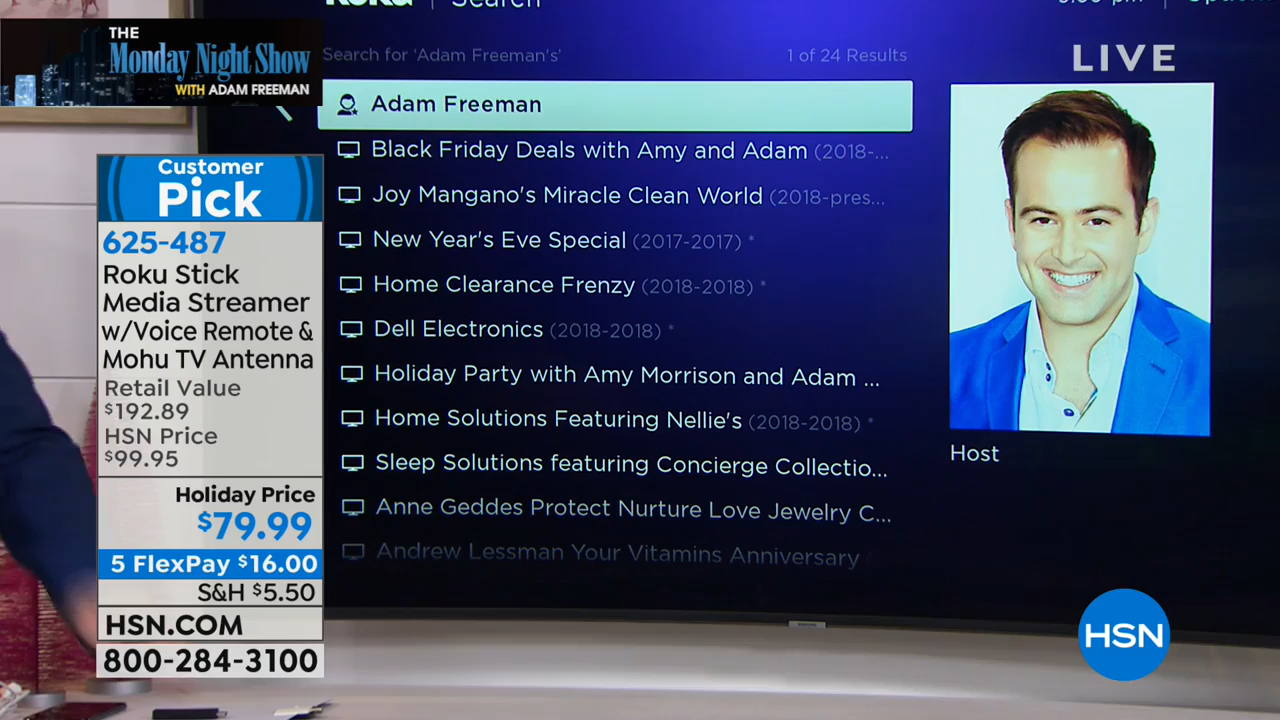 THE
Monday Night Show
WITH ADAM FREEMAN
Roku | Search
Search for 'Adam Freeman's'
1 of 24 Results
LIVE
Adam Freeman
Black Friday Deals with Amy and Adam (2018-...
Joy Mangano's Miracle Clean World (2018-pres...
New Year's Eve Special (2017-2017) *
Home Clearance Frenzy (2018-2018) *
Dell Electronics (2018-2018) *
Holiday Party with Amy Morrison and Adam ...
Home Solutions Featuring Nellie's (2018-2018) *
Sleep Solutions featuring Concierge Collectio...
Anne Geddes Protect Nurture Love Jewelry C...
Andrew Lessman Your Vitamins Anniversary
Host
Customer
Pick
625-487
Roku Stick
Media Streamer
w/Voice Remote &
Mohu TV Antenna
Retail Value
$192.89
HSN Price
$99.95
Holiday Price
$79.99
5 FlexPay $16.00
S&H $5.50
HSN.COM
800-284-3100
HSN